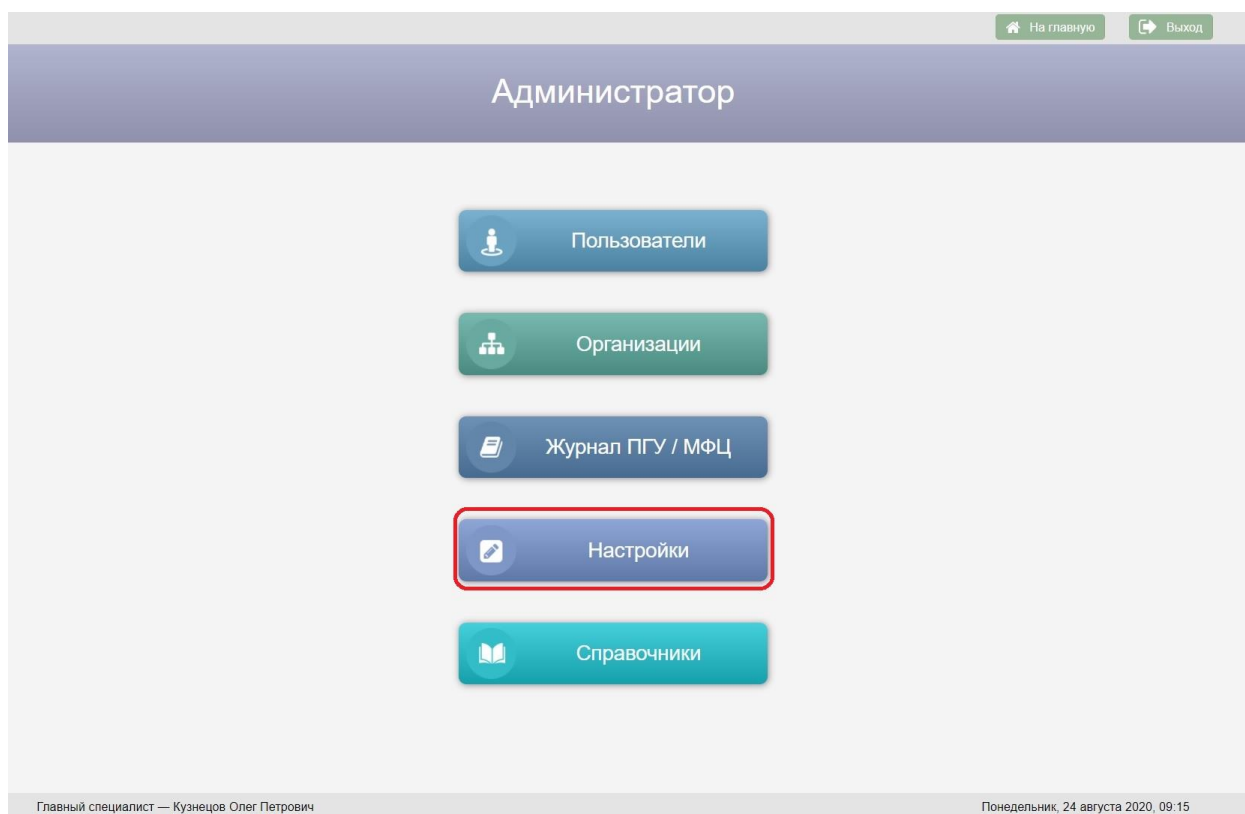 На главную Выход
Администратор
Пользователи
Организации
Журнал ПГУ / МФЦ
Настройки
Справочники
Главный специалист — Кузнецов Олег Петрович Понедельник, 24 августа 2020, 09:15